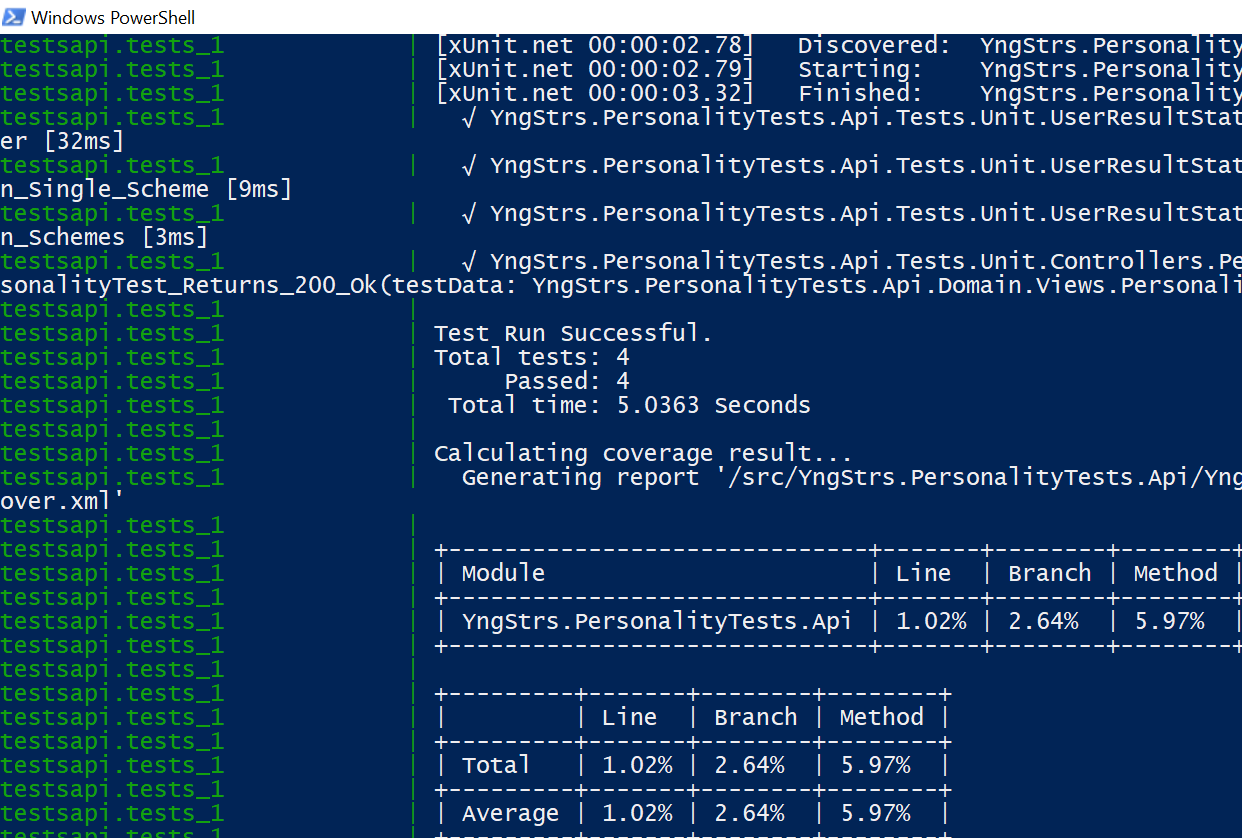 Windows PowerShell
testsapi.tests_1 | [xUnit.net 00:00:02.78] Discovered: YngStrs.Personality
testsapi.tests_1 | [xUnit.net 00:00:02.79] Starting: YngStrs.Personality
testsapi.tests_1 | [xUnit.net 00:00:03.32] Finished: YngStrs.Personality
testsapi.tests_1 | √ YngStrs.PersonalityTests.Api.Tests.Unit.UserResultStat
er [32ms]
testsapi.tests_1 | √ YngStrs.PersonalityTests.Api.Tests.Unit.UserResultStat
n_Single_Scheme [9ms]
testsapi.tests_1 | √ YngStrs.PersonalityTests.Api.Tests.Unit.UserResultStat
n_Schemes [3ms]
testsapi.tests_1 | √ YngStrs.PersonalityTests.Api.Tests.Unit.Controllers.Pe
sonalityTest_Returns_200_Ok(testData: YngStrs.PersonalityTests.Api.Domain.Views.Personali
testsapi.tests_1 |
testsapi.tests_1 | Test Run Successful.
testsapi.tests_1 | Total tests: 4
testsapi.tests_1 | Passed: 4
testsapi.tests_1 | Total time: 5.0363 Seconds
testsapi.tests_1 |
testsapi.tests_1 | Calculating coverage result...
testsapi.tests_1 | Generating report '/src/YngStrs.PersonalityTests.Api/Yng
over.xml'
testsapi.tests_1 |
testsapi.tests_1 | +------------------------------+-------+--------+--------+
testsapi.tests_1 | | Module | Line | Branch | Method |
testsapi.tests_1 | +------------------------------+-------+--------+--------+
testsapi.tests_1 | | YngStrs.PersonalityTests.Api | 1.02% | 2.64% | 5.97% |
testsapi.tests_1 | +------------------------------+-------+--------+--------+
testsapi.tests_1 |
testsapi.tests_1 | +---------+-------+--------+--------+
testsapi.tests_1 | | | Line | Branch | Method |
testsapi.tests_1 | +---------+-------+--------+--------+
testsapi.tests_1 | | Total | 1.02% | 2.64% | 5.97% |
testsapi.tests_1 | +---------+-------+--------+--------+
testsapi.tests_1 | | Average | 1.02% | 2.64% | 5.97% |
testsapi.tests_1 | +---------+-------+--------+--------+